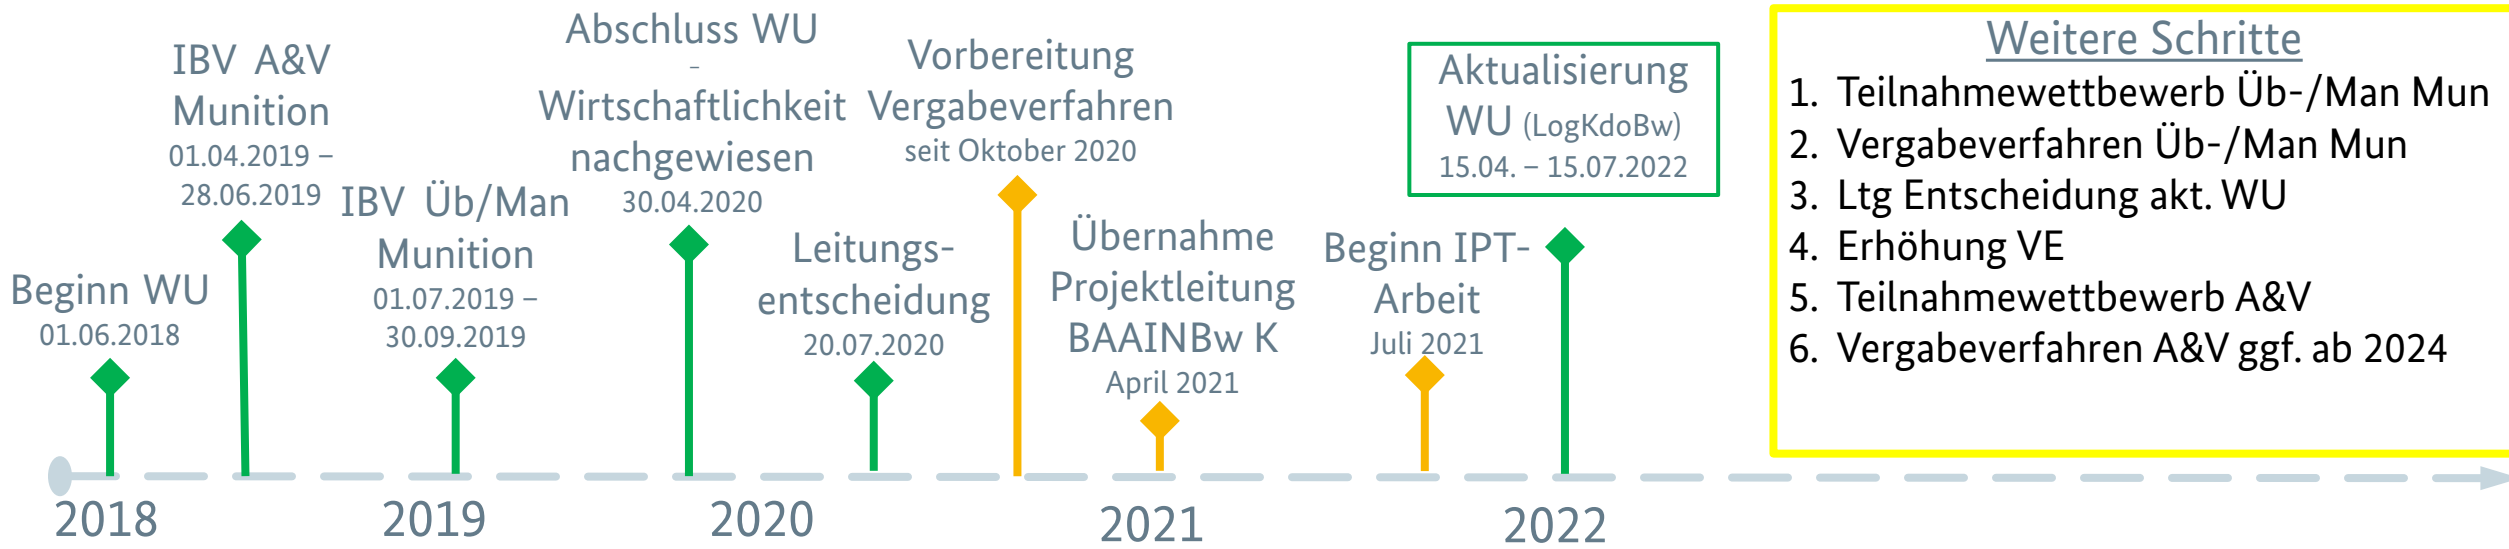 Beginn WU
01.06.2018
IBV A&V
Munition
01.04.2019 –
28.06.2019
IBV Üb/Man
Munition
01.07.2019 –
30.09.2019
Abschluss WU
–
Wirtschaftlichkeit
nachgewiesen
30.04.2020
Leitungs-
entscheidung
20.07.2020
Vorbereitung
Vergabeverfahren
seit Oktober 2020
Übernahme
Projektleitung
BAAINBw K
April 2021
Beginn IPT-
Arbeit
Juli 2021
Aktualisierung
WU (LogKdoBw)
15.04. – 15.07.2022
Weitere Schritte
1. Teilnahmewettbewerb Üb-/Man Mun
2. Vergabeverfahren Üb-/Man Mun
3. Ltg Entscheidung akt. WU
4. Erhöhung VE
5. Teilnahmewettbewerb A&V
6. Vergabeverfahren A&V ggf. ab 2024
2018
2019
2020
2021
2022